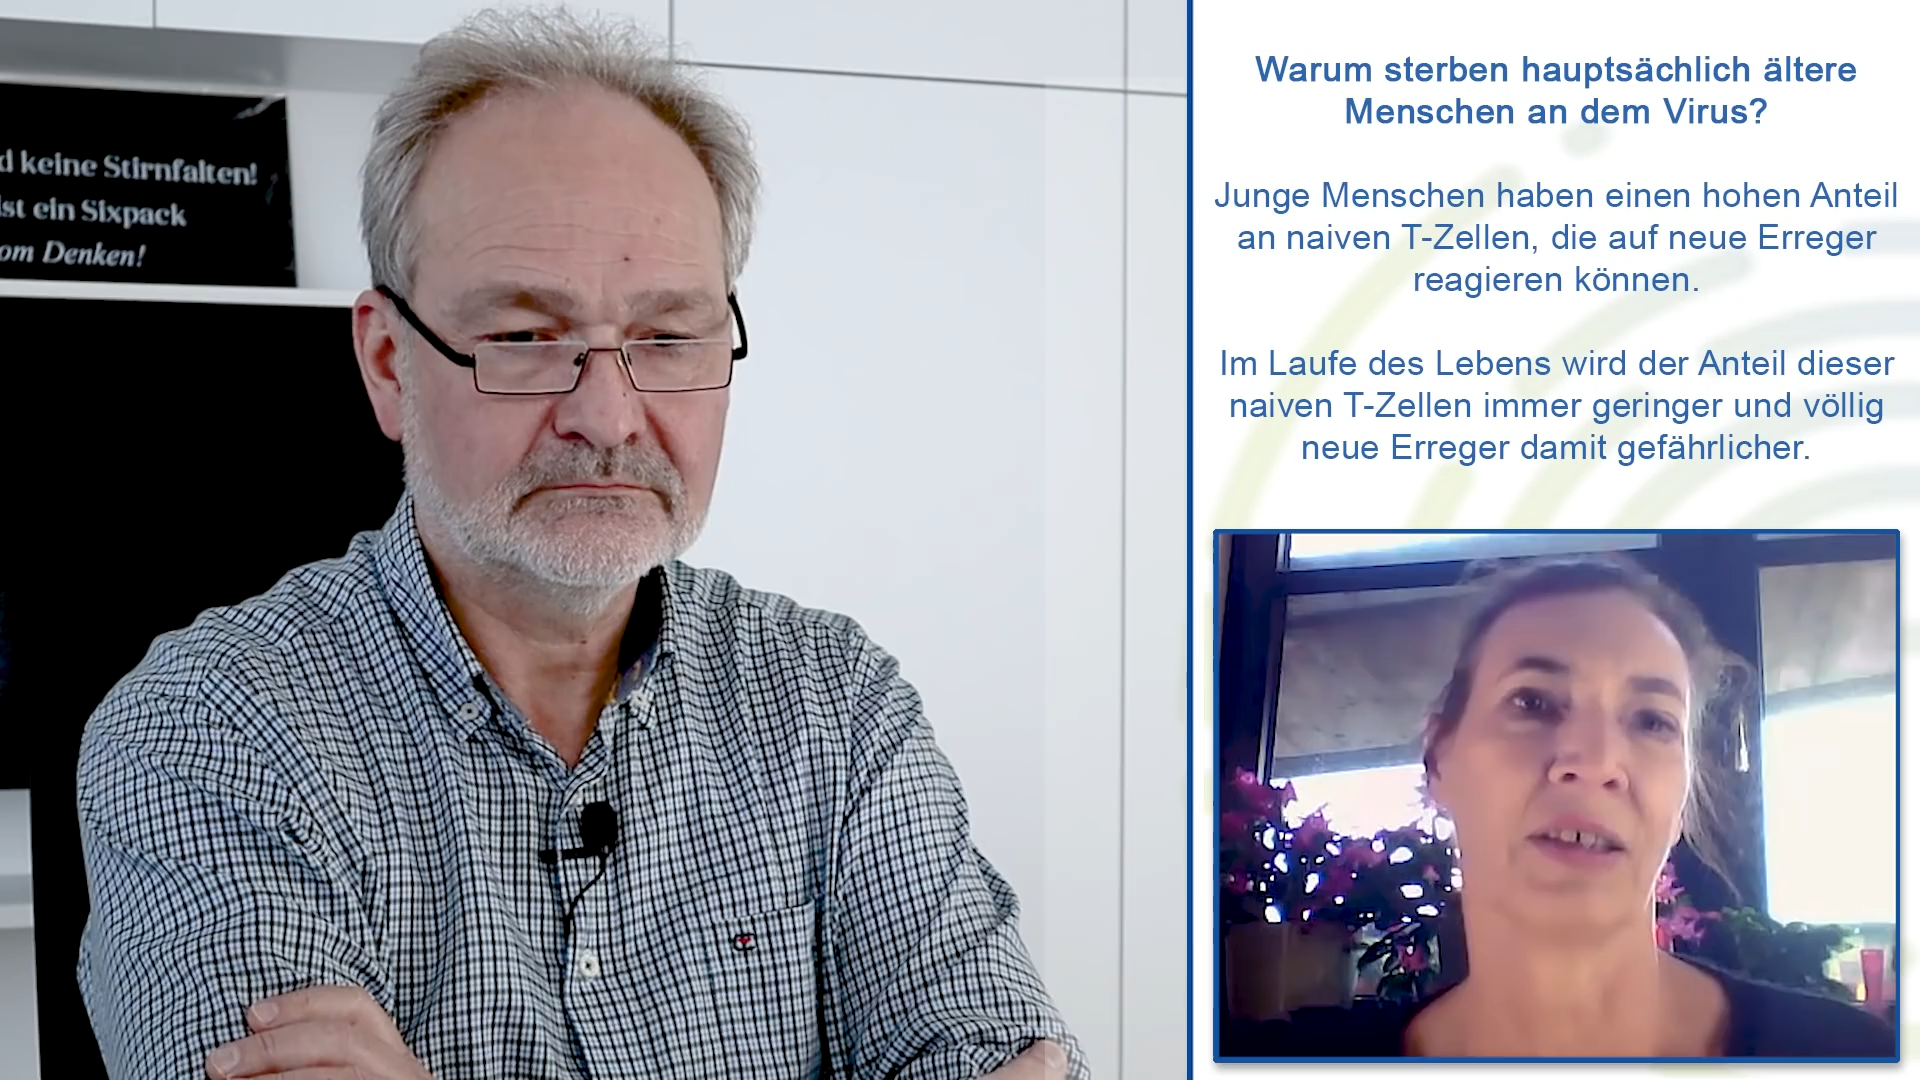 d keine Stirnfalten!
ist ein Sixpack
om Denken!
Warum sterben hauptsächlich ältere
Menschen an dem Virus?
Junge Menschen haben einen hohen Anteil
an naiven T-Zellen, die auf neue Erreger
reagieren können.
Im Laufe des Lebens wird der Anteil dieser
naiven T-Zellen immer geringer und völlig
neue Erreger damit gefährlicher.